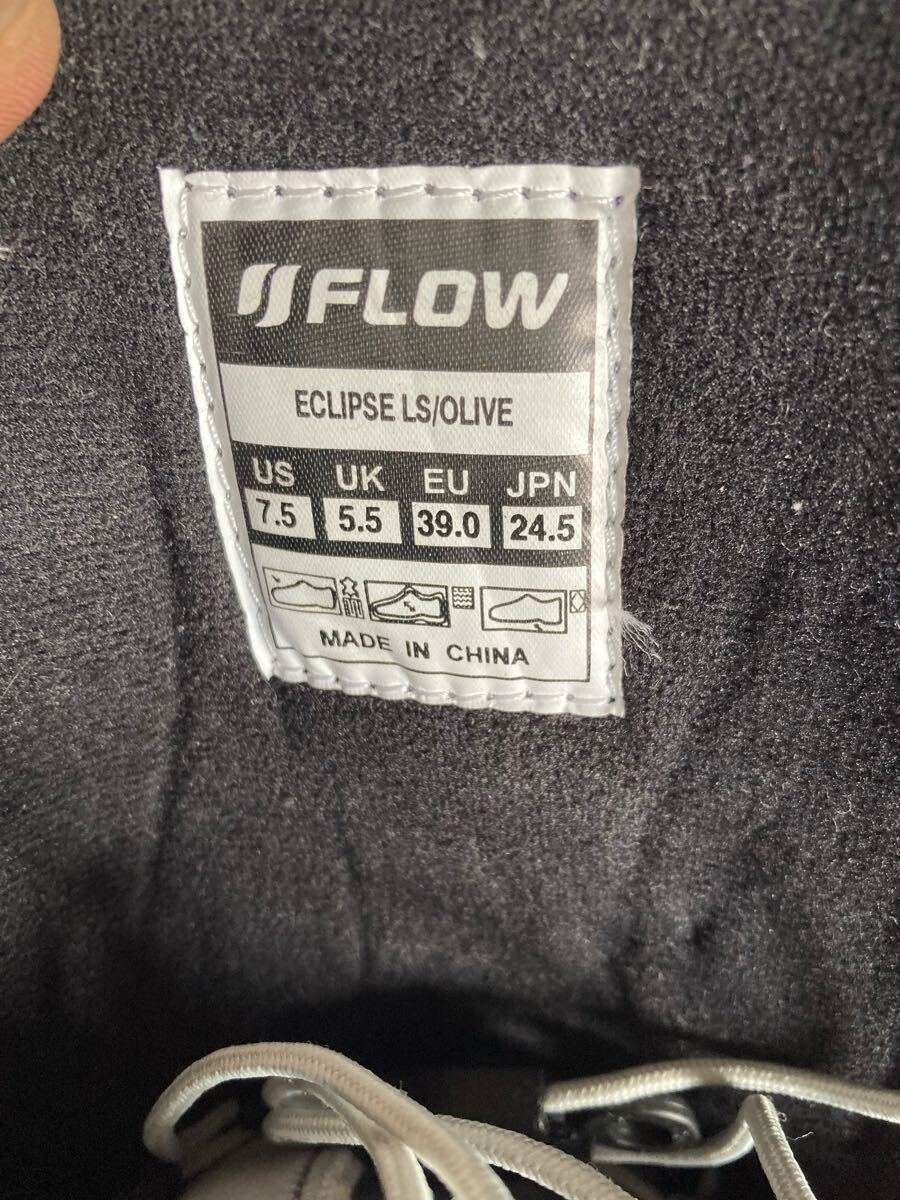 FLOW
ECLIPSE LS/OLIVE
US UK EU JPN
7.5 5.5 39.0 24.5
MADE IN CHINA